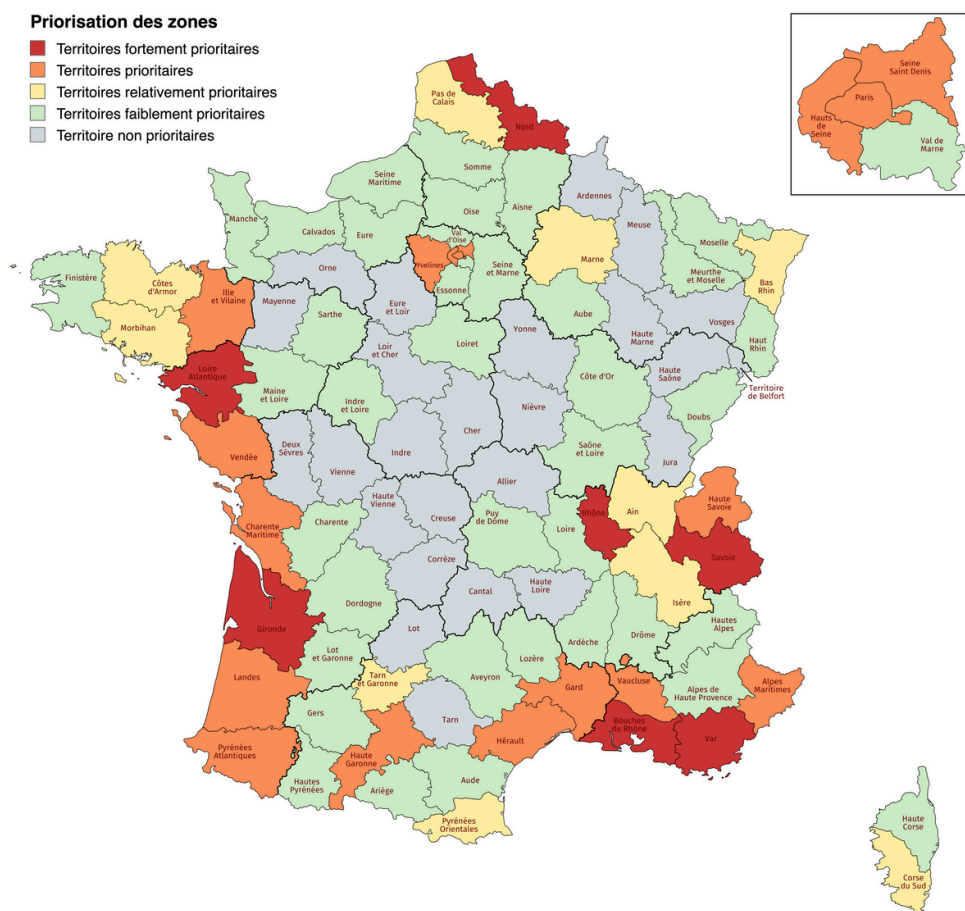 Priorisation des zones
Territoires fortement prioritaires
Territoires prioritaires
Territoires relativement prioritaires
Territoires faiblement prioritaires
Territoire non prioritaires
Seine
Saint Denis
Paris
Hauts
de Seine
Val de
Marne
Pas de
Calais
Nord
Somme
Seine
Maritime
Ardennes
Oise
Aisne
Manche
Calvados
Eure
Val
d'Oise
Meuse
Moselle
Marne
Yvelines
Seine
et Marne
Essonne
Meurthe
et Moselle
Bas
Rhin
Finistère
Côtes
d'Armor
Ille
et Vilaine
Orne
Mayenne
Eure
et Loir
Sarthe
Aube
Vosges
Haute
Marne
Haut
Rhin
Morbihan
Loiret
Yonne
Loir
et Cher
Haute
Saône
Territoire
de Belfort
Loire
Atlantique
Maine
et Loire
Indre
et Loire
Côte d'Or
Nièvre
Doubs
Cher
Vendée
Deux
Sèvres
Vienne
Indre
Saône
et Loire
Jura
Allier
Charente
Maritime
Charente
Haute
Vienne
Creuse
Puy
de Dôme
Loire
Rhône
Ain
Haute
Savoie
Savoie
Corrèze
Isère
Dordogne
Cantal
Haute
Loire
Gironde
Lot
Ardèche
Drôme
Hautes
Alpes
Lot
et Garonne
Lozère
Aveyron
Landes
Tarn
et Garonne
Gard
Vaucluse
Alpes de
Haute Provence
Alpes
Maritimes
Gers
Tarn
Bouches
du Rhône
Var
Pyrénées
Atlantiques
Haute
Garonne
Hérault
Hautes
Pyrénées
Ariège
Aude
Pyrénées
Orientales
Haute
Corse
Corse
du Sud